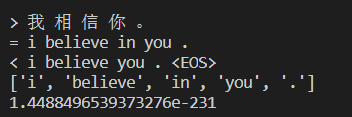 > 我 相 信 你 。
= i believe in you .
< i believe you . <EOS>
['i', 'believe', 'in', 'you', '.']
1.4488496539373276e-231